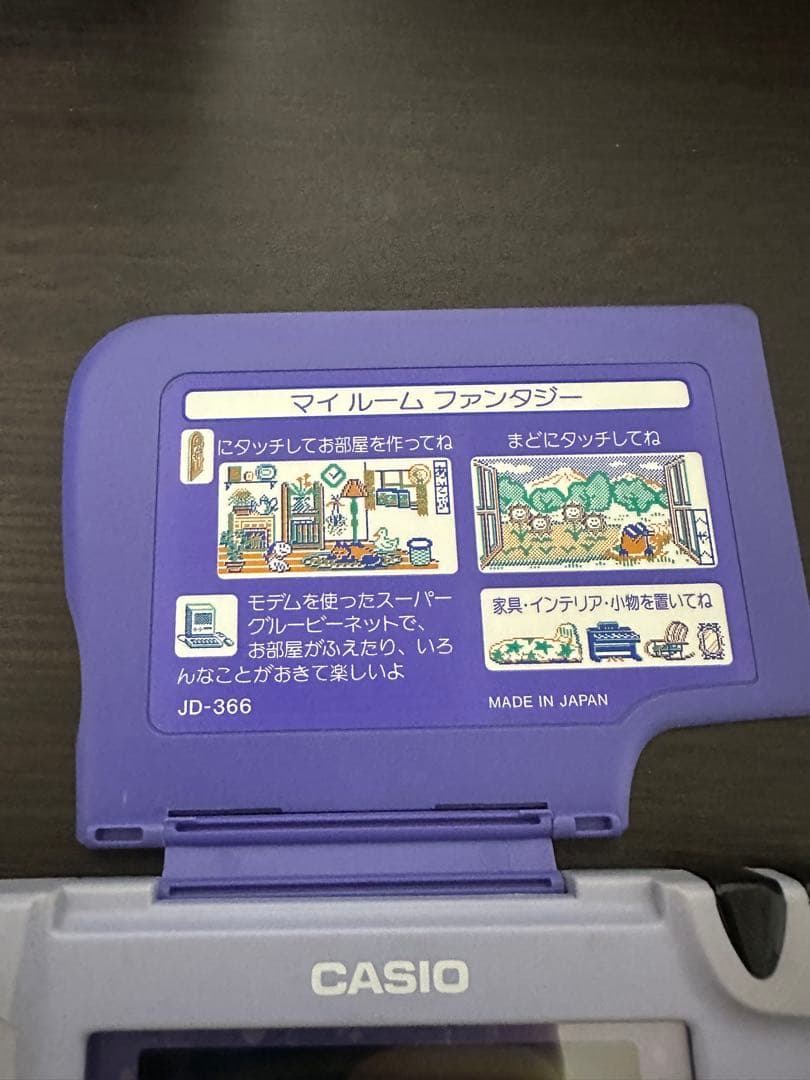 マイ ルーム ファンタジー
にタッチしてお部屋を作ってね
まどにタッチしてね
あそぶ
モデムを使ったスーパー
グルービーネットで、
お部屋がふえたり、いろ
んなことがおきて楽しいよ
家具・インテリア・小物を置いてね
JD-366
MADE IN JAPAN
CASIO